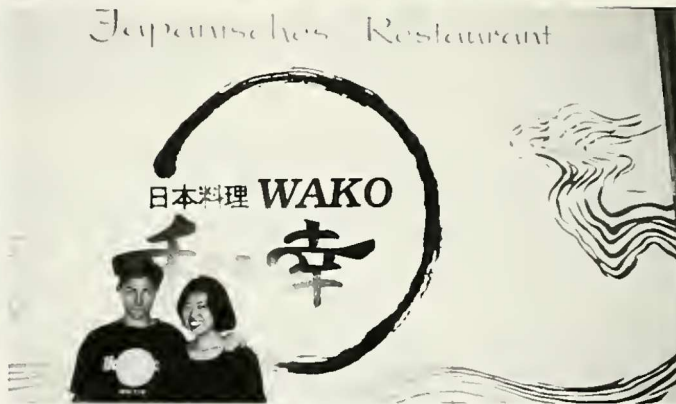 Japanisches Restaurant
日本料理 WAKO
幸